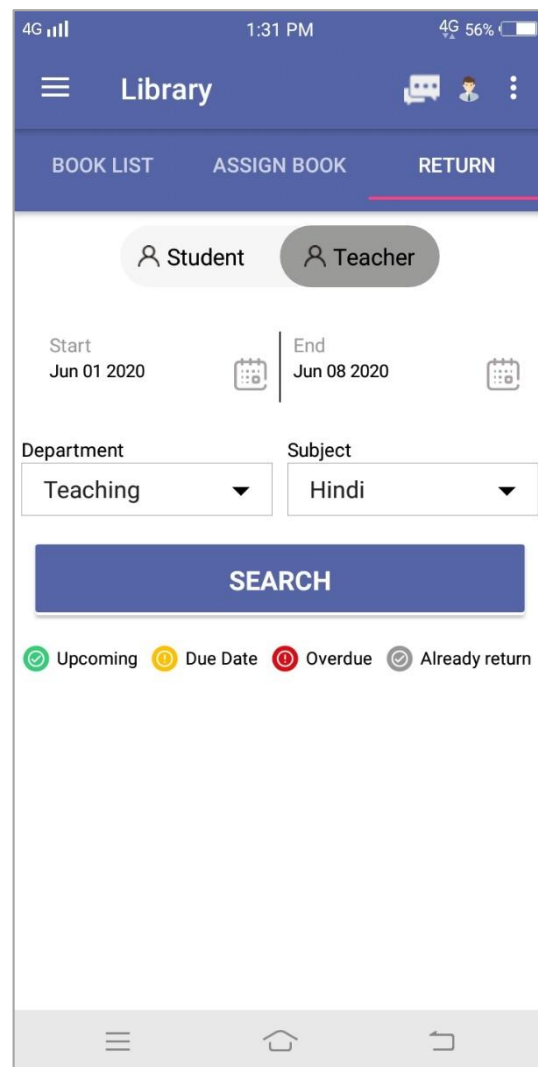 4G 1:31 PM 4G 56%
Library
BOOK LIST ASSIGN BOOK RETURN
Student Teacher
Start End
Jun 01 2020 Jun 08 2020
Department Subject
Teaching Hindi
SEARCH
Upcoming Due Date Overdue Already return